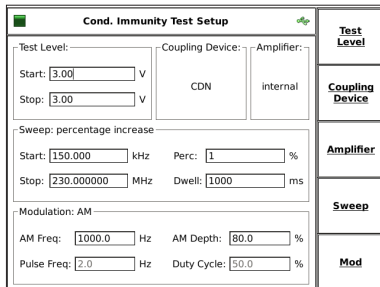 Cond. Immunity Test Setup
Test Level:
Start: 3.00 V
Stop: 3.00 V
Coupling Device:
CDN
Amplifier:
internal
Sweep: percentage increase
Start: 150.000 kHz Perc: 1 %
Stop: 230.000000 MHz Dwell: 1000 ms
Modulation: AM
AM Freq: 1000.0 Hz AM Depth: 80.0 %
Pulse Freq: 2.0 Hz Duty Cycle: 50.0 %
Test
Level
Coupling
Device
Amplifier
Sweep
Mod